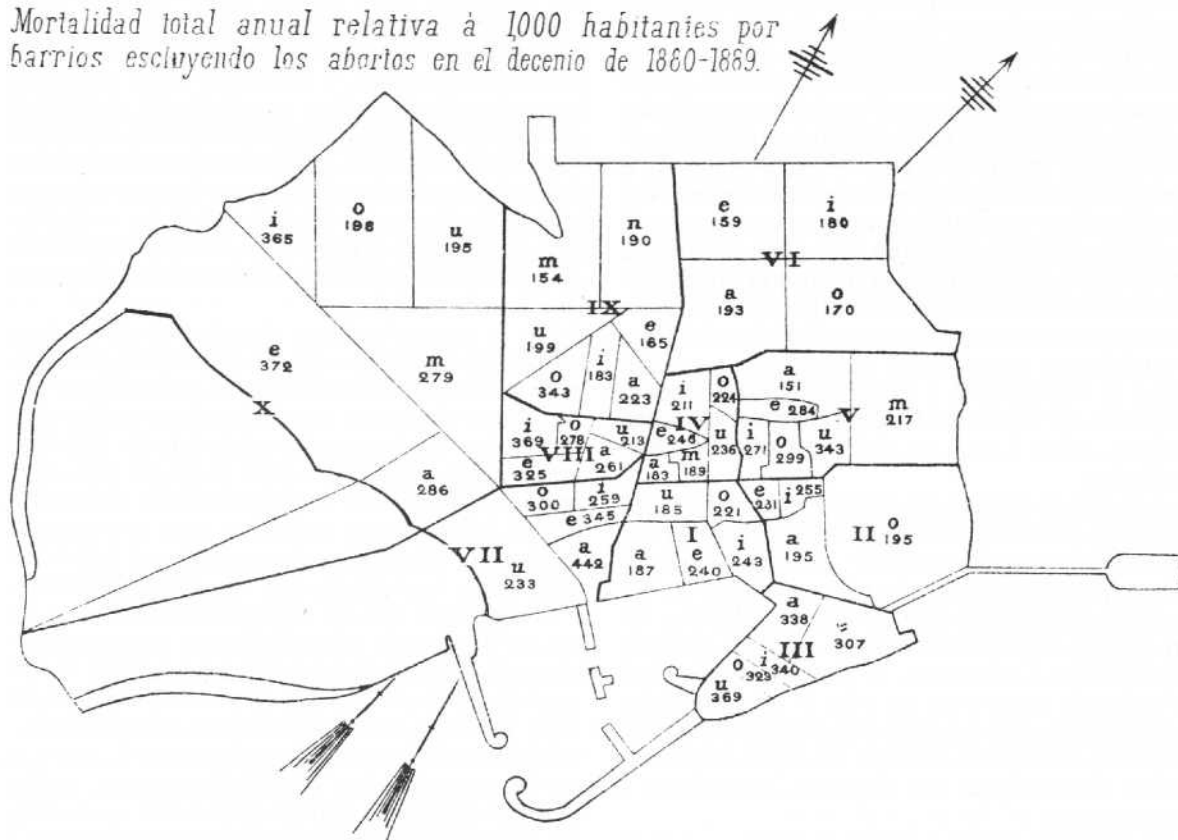 Mortalidad total anual relativa à 1,000 habitantes por
barrios escluyendo los abortos en el decenio de 1880-1889.
i
365
o
198
u
195
m
154
n
190
e
159
i
180
VI
a
193
o
170
IX
u
199
e
165
i
183
o
343
a
223
e
372
m
279
X
a
286
i
211
o
224
a
151
e
284
V
m
217
IV
e
248
u
236
i
271
o
299
u
343
a
183
m
189
i
369
o
278
u
213
VIII
e
325
a
261
o
300
i
259
e
345
u
185
o
221
e
231
i
255
II
o
195
VII
u
233
a
442
a
187
I
e
240
i
243
a
195
a
338
307
III
o
323
i
340
u
369